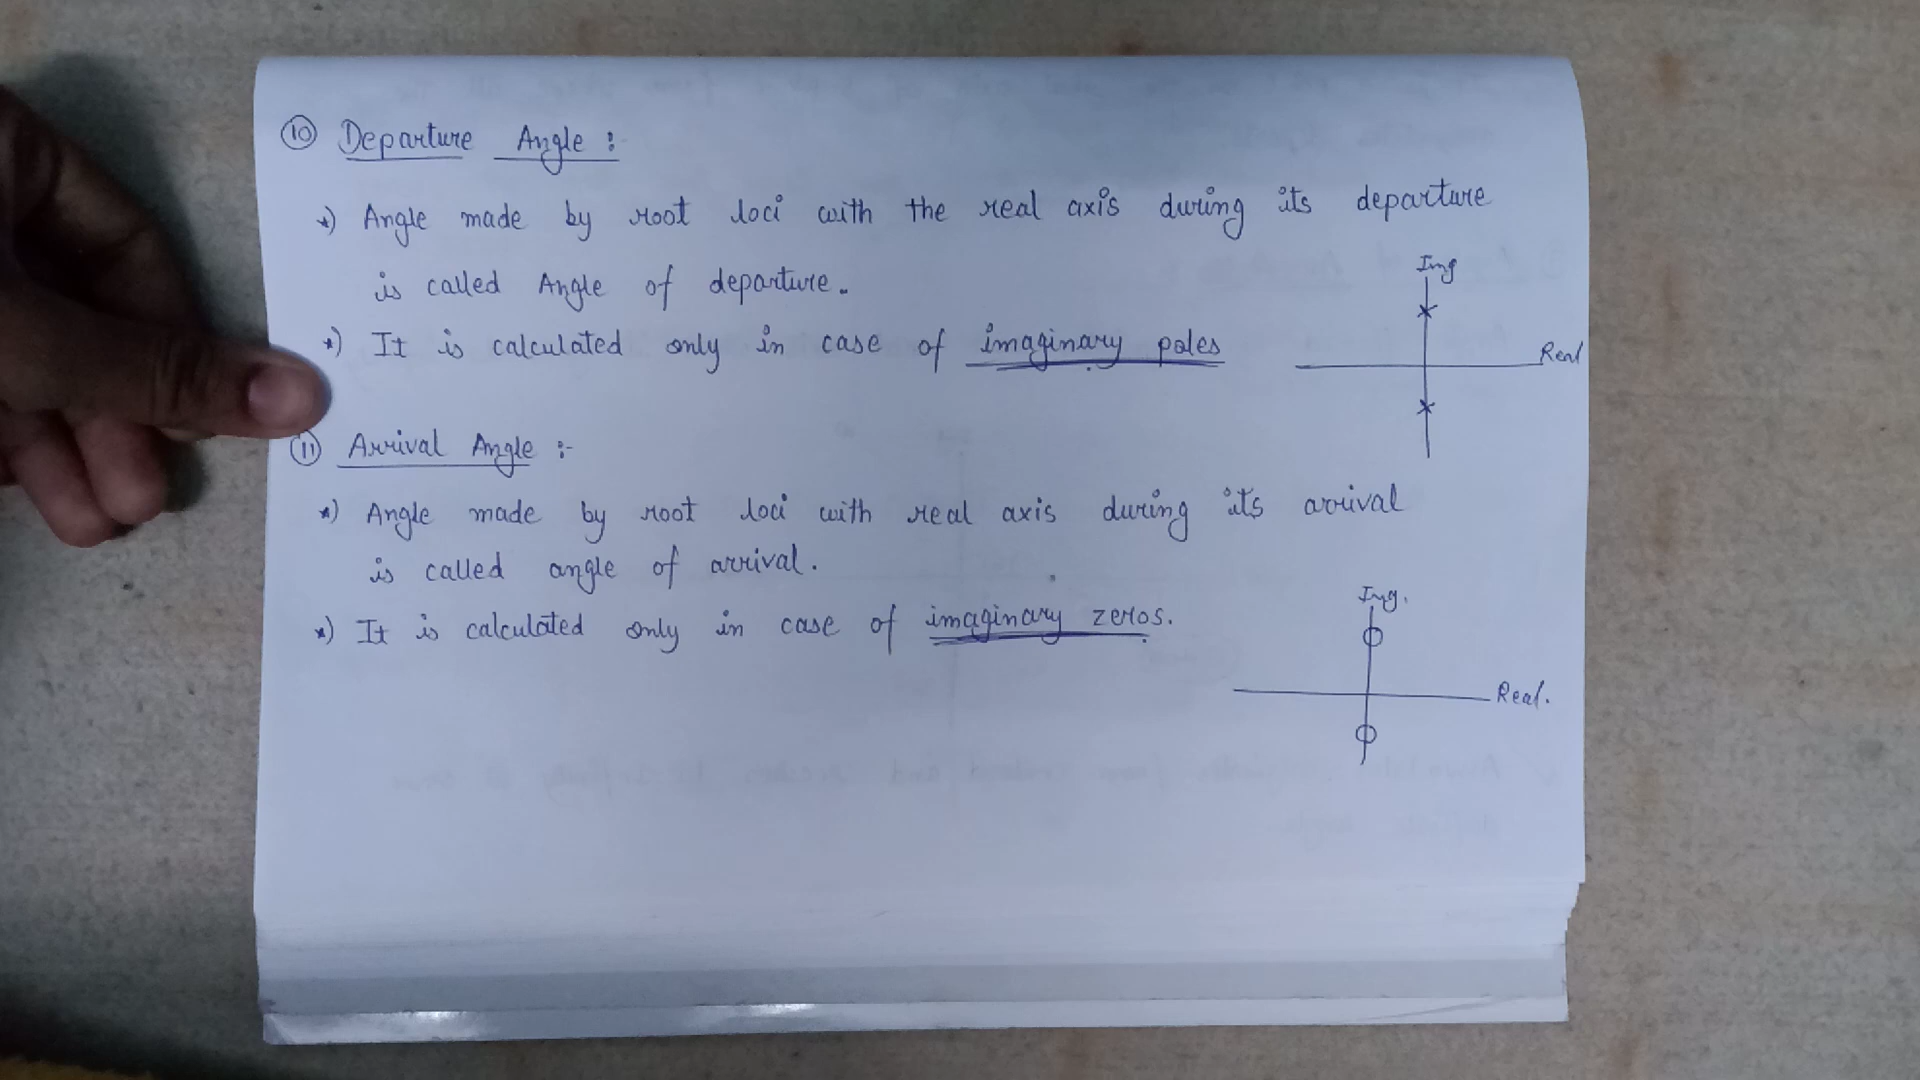 10 Departure Angle :
*) Angle made by root loci with the real axis during its departure
is called Angle of departure.
*) It is calculated only in case of imaginary poles
Img
Real
11 Arrival Angle :-
*) Angle made by root loci with real axis during its arrival
is called angle of arrival.
*) It is calculated only in case of imaginary zeros.
Img.
Real.